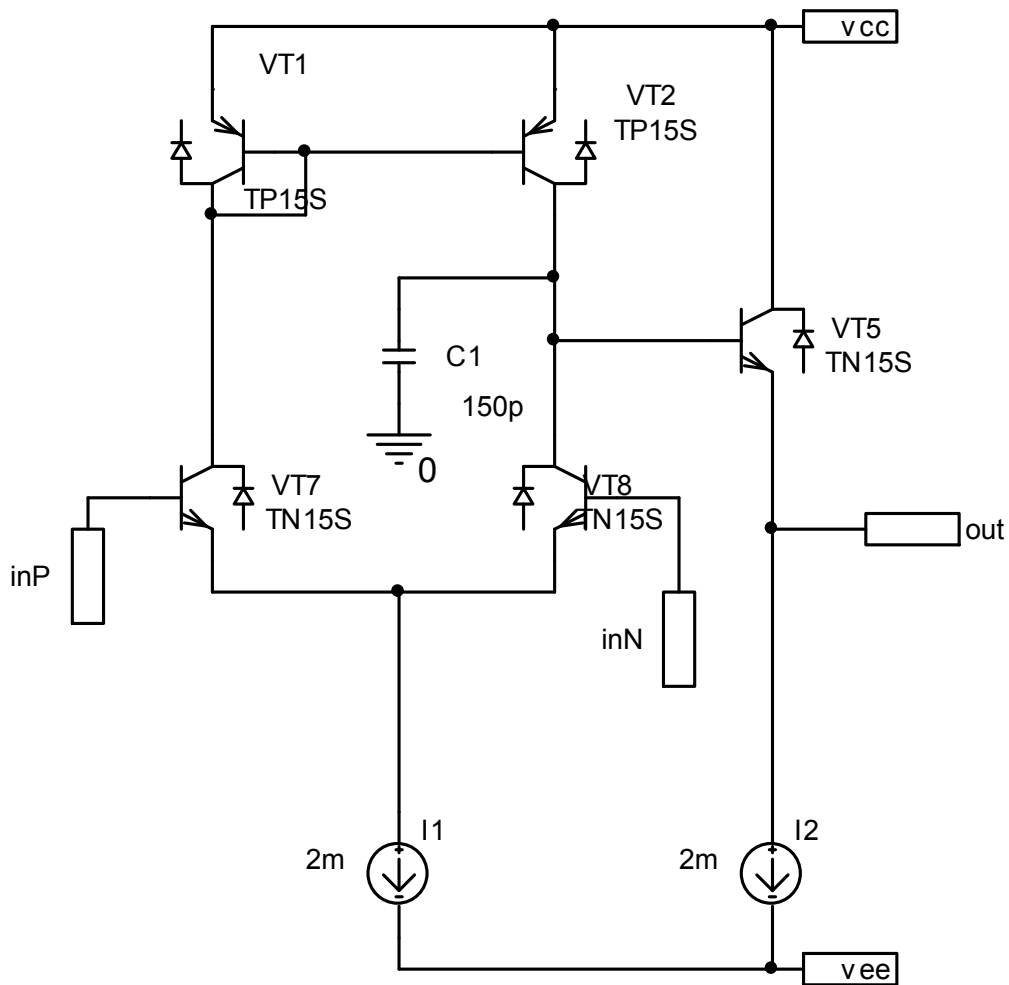 vcc
VT1
VT2
TP15S
TP15S
VT5
TN15S
C1
150p
0
VT7
TN15S
VT8
TN15S
out
inP
inN
I1
2m
I2
2m
vee